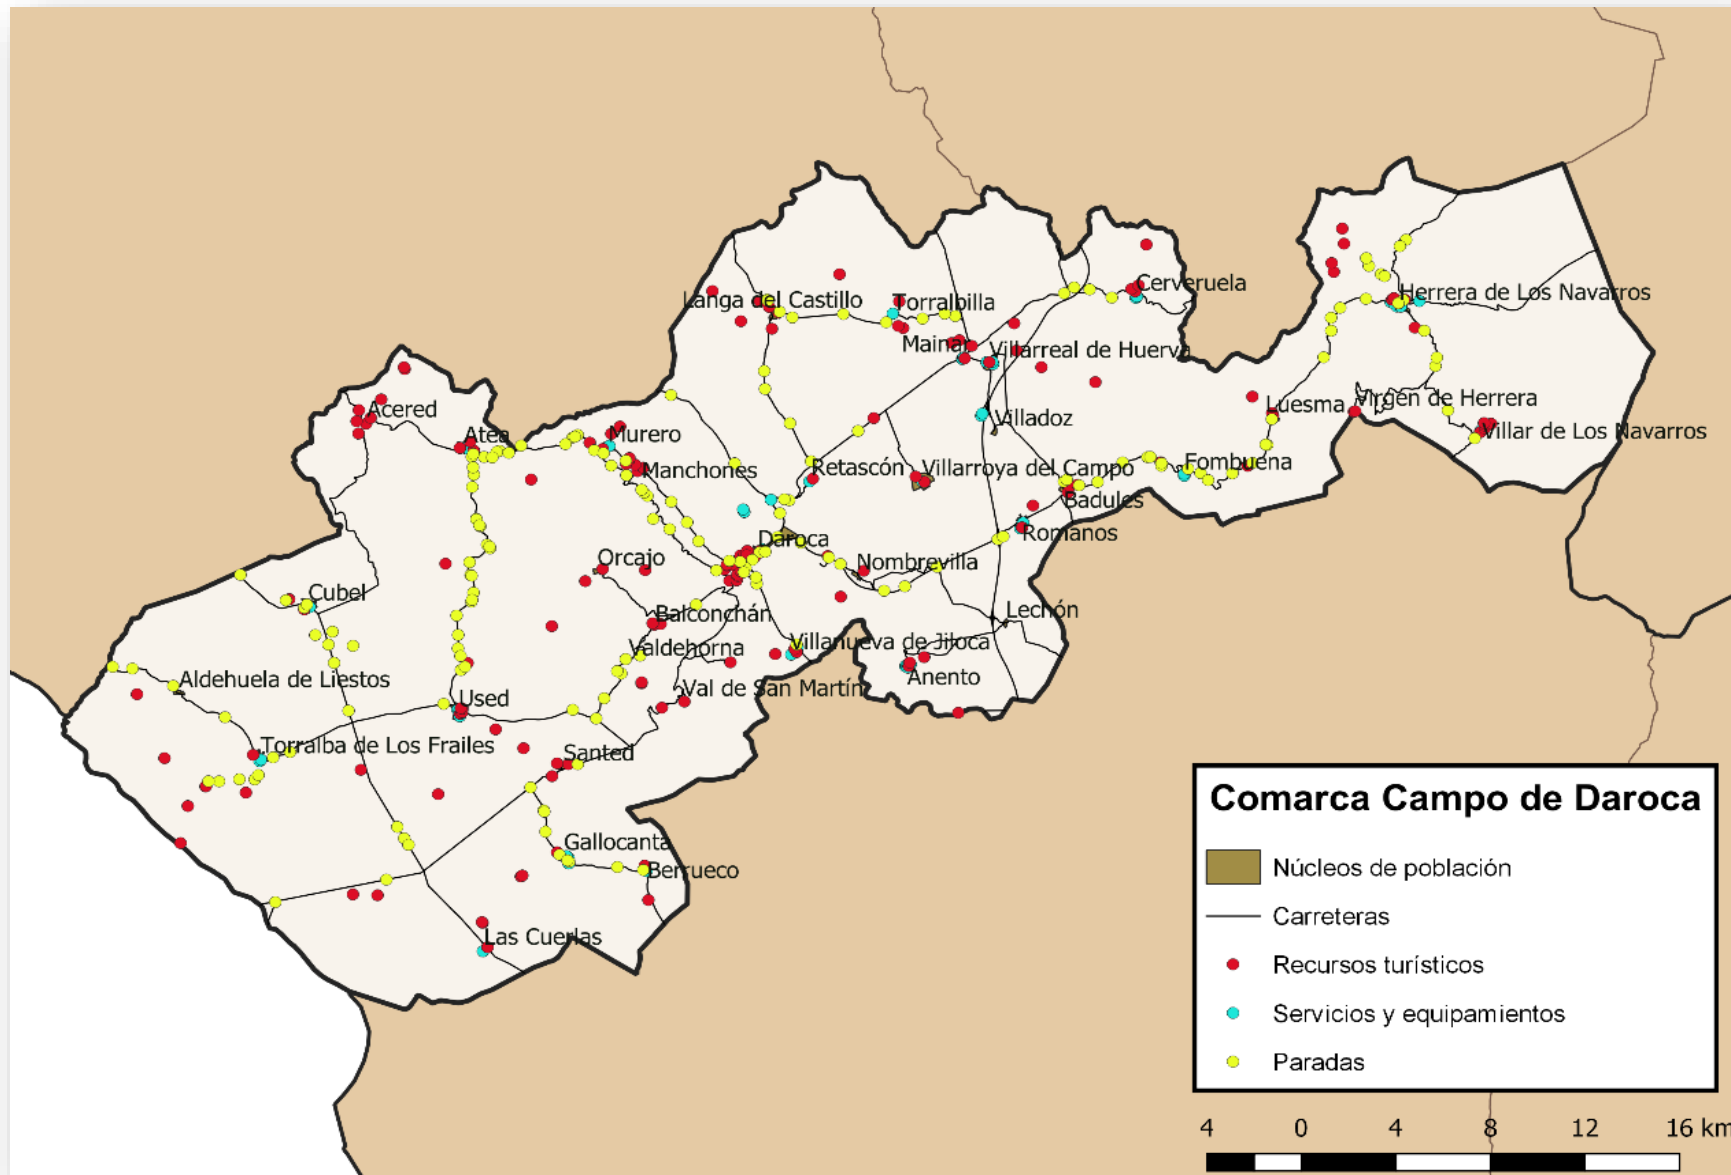 Langa del Castillo
Torralbilla
Cerveruela
Herrera de Los Navarros
Mainar
Villarreal de Huerva
Acered
Atea
Murero
Villadoz
Luesma
Virgen de Herrera
Villar de Los Navarros
Manchones
Retascón
Villarroya del Campo
Fombuena
Badules
Romanos
Daroca
Orcajo
Nombrevilla
Cubel
Balconchán
Lechón
Valdehorna
Villanueva de Jiloca
Aldehuela de Liestos
Val de San Martín
Anento
Used
Torralba de Los Frailes
Santed
Gallocanta
Berrueco
Las Cuerlas
Comarca Campo de Daroca
Núcleos de población
Carreteras
Recursos turísticos
Servicios y equipamientos
Paradas
4 0 4 8 12 16 km